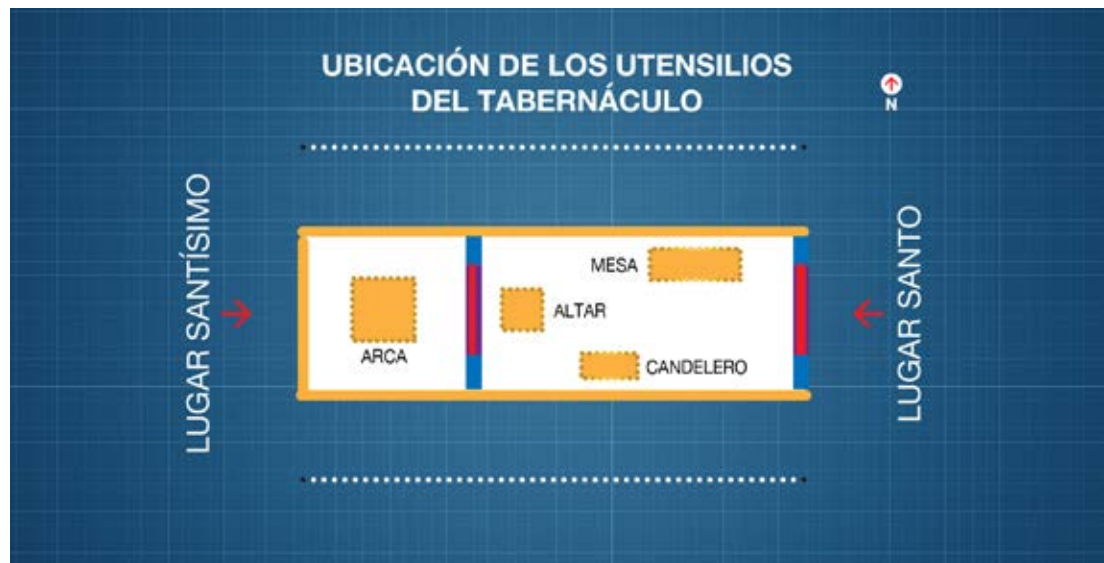 UBICACIÓN DE LOS UTENSILIOS
DEL TABERNÁCULO
N
LUGAR SANTÍSIMO
ARCA
MESA
ALTAR
CANDELERO
LUGAR SANTO